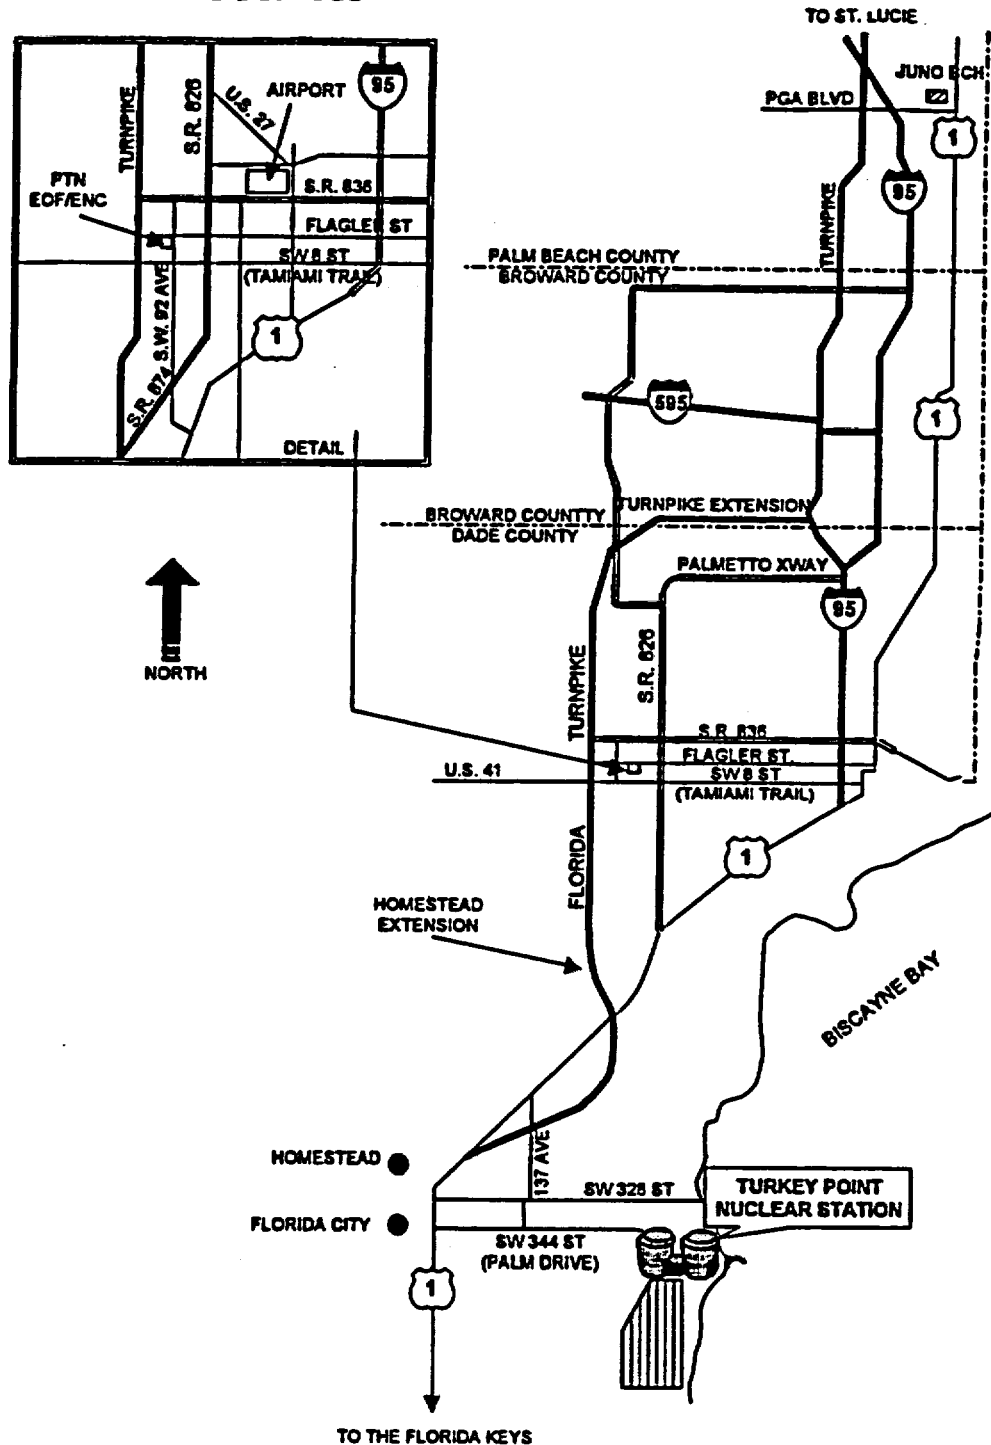 TO ST. LUCIE
JUNO BCH
PGA BLVD
1
95
TURNPIKE
PALM BEACH COUNTY
BROWARD COUNTY
595
1
TURNPIKE EXTENSION
BROWARD COUNTTY
DADE COUNTY
PALMETTO XWAY
95
S.R. 826
TURNPIKE
S.R. 836
FLAGLER ST.
U.S. 41
SW 8 ST
(TAMIAMI TRAIL)
FLORIDA
1
HOMESTEAD
EXTENSION
BISCAYNE BAY
HOMESTEAD
137 AVE
SW 328 ST
TURKEY POINT
NUCLEAR STATION
FLORIDA CITY
SW 344 ST
(PALM DRIVE)
1
TO THE FLORIDA KEYS
NORTH
TURNPIKE
S.R. 826
U.S. 27
AIRPORT
95
PTN
EOF/ENC
S.R. 836
FLAGLER ST
SW 8 ST
(TAMIAMI TRAIL)
S.W. 92 AVE
1
S.R. 874
DETAIL